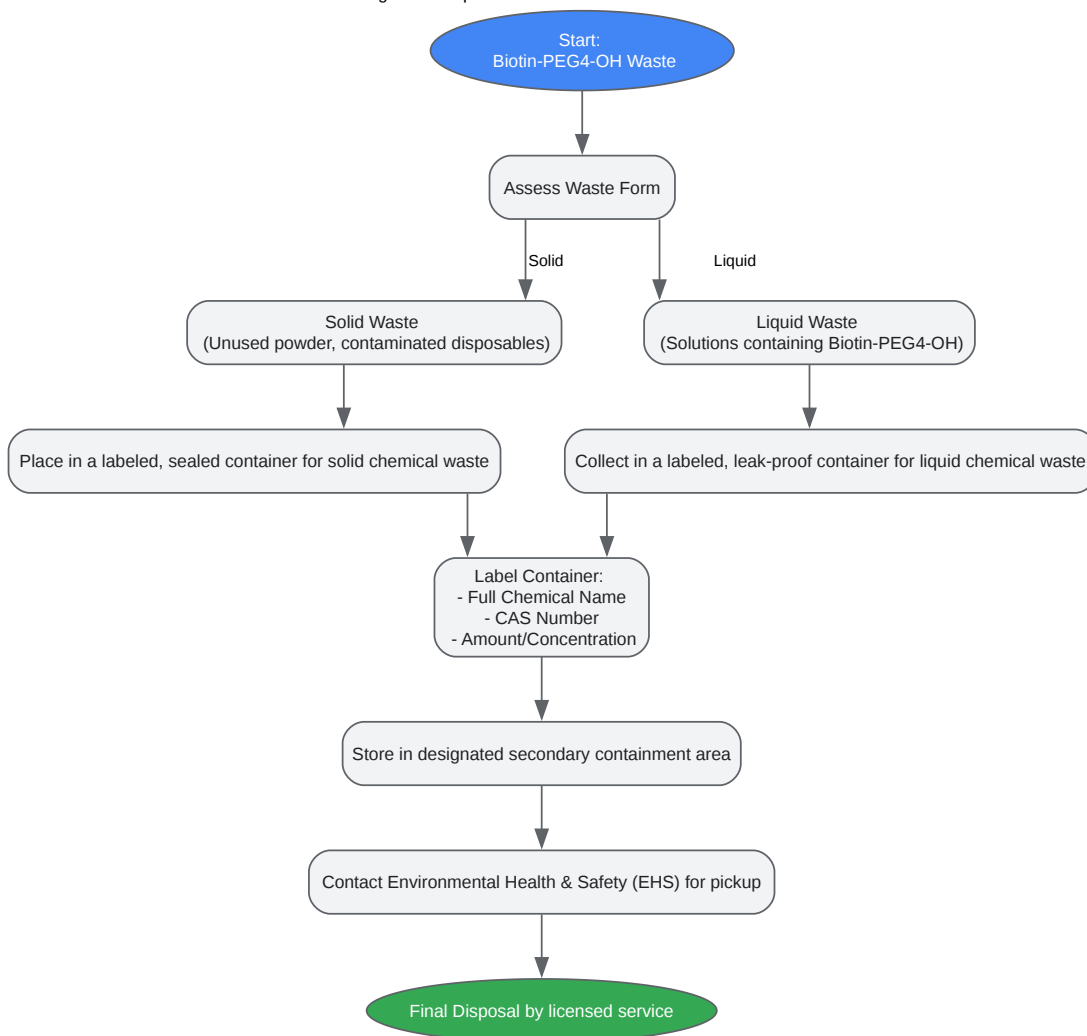 Start:
Biotin-PEG4-OH Waste
Assess Waste Form
Solid
Liquid
Solid Waste
(Unused powder, contaminated disposables)
Liquid Waste
(Solutions containing Biotin-PEG4-OH)
Place in a labeled, sealed container for solid chemical waste
Collect in a labeled, leak-proof container for liquid chemical waste
Label Container:
- Full Chemical Name
- CAS Number
- Amount/Concentration
Store in designated secondary containment area
Contact Environmental Health & Safety (EHS) for pickup
Final Disposal by licensed service